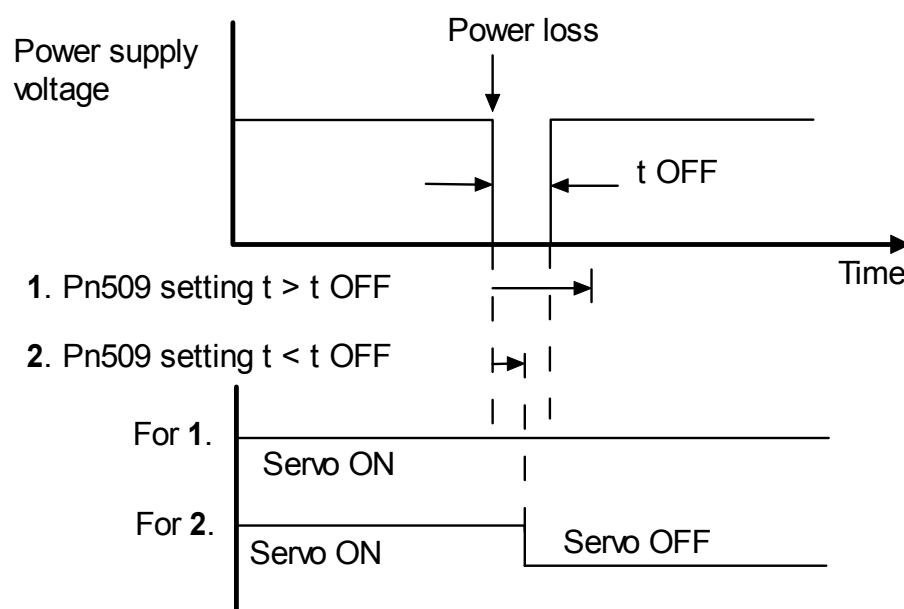 Power loss
Power supply
voltage
t OFF
Time
1. Pn509 setting t > t OFF
2. Pn509 setting t < t OFF
For 1.
Servo ON
For 2.
Servo ON
Servo OFF